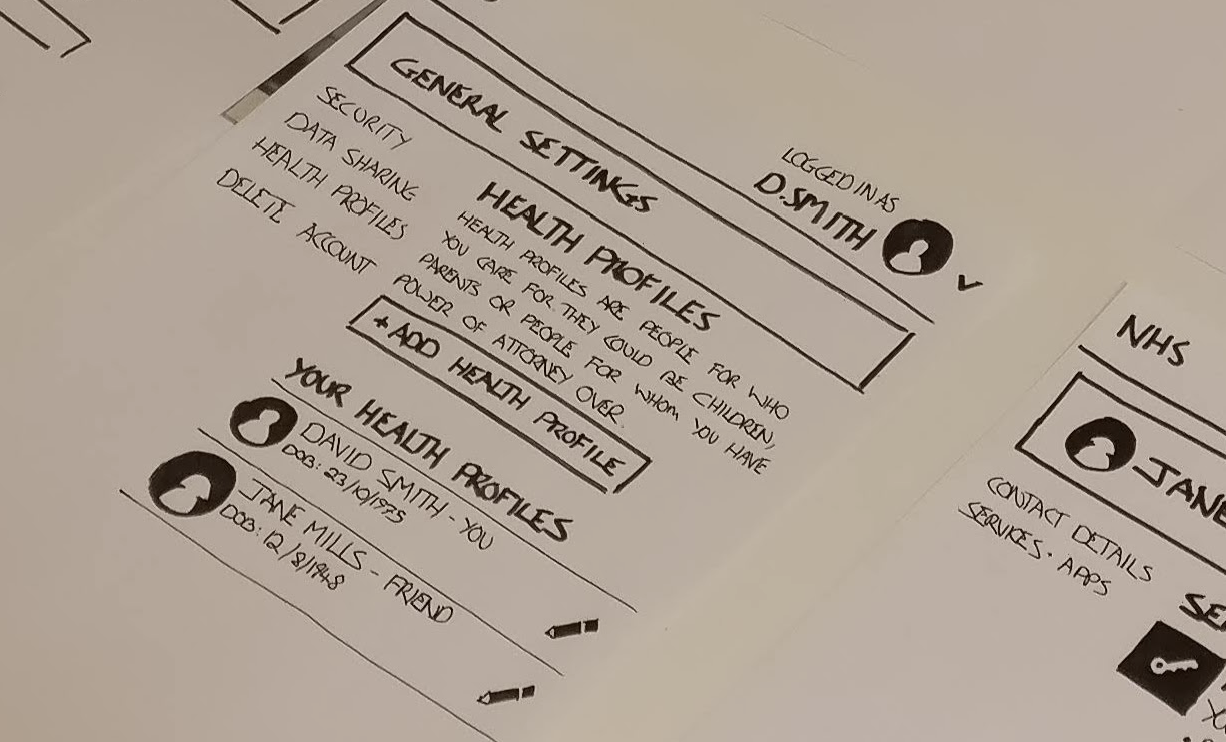 GENERAL SETTINGS
LOGGED IN AS
D.SMITH
SECURITY
DATA SHARING
HEALTH PROFILES
DELETE ACCOUNT
HEALTH PROFILES
HEALTH PROFILES ARE PEOPLE FOR WHO
YOU CARE FOR. THEY COULD BE CHILDREN,
PARENTS OR PEOPLE FOR WHOM YOU HAVE
POWER OF ATTORNEY OVER.
+ ADD HEALTH PROFILE
YOUR HEALTH PROFILES
DAVID SMITH - YOU
DOB: 23/10/1975
JANE MILLS - FRIEND
DOB: 12/8/1948
NHS
JANE
CONTACT DETAILS
SERVICES · APPS